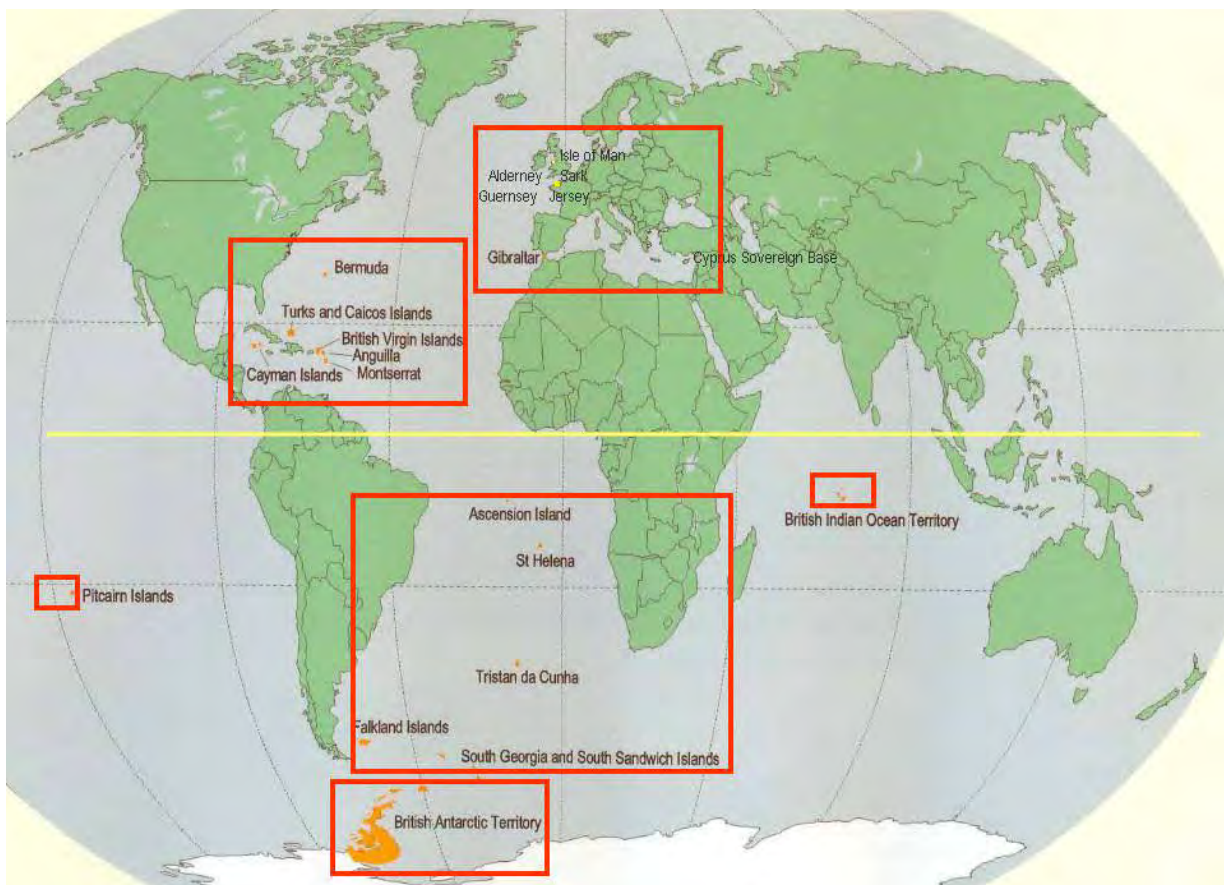 Isle of Man
Alderney Sark
Guernsey Jersey
Gibraltar
Cyprus Sovereign Base
Bermuda
Turks and Caicos Islands
British Virgin Islands
Anguilla
Cayman Islands
Montserrat
Ascension Island
British Indian Ocean Territory
St Helena
Pitcairn Islands
Tristan da Cunha
Falkland Islands
South Georgia and South Sandwich Islands
British Antarctic Territory